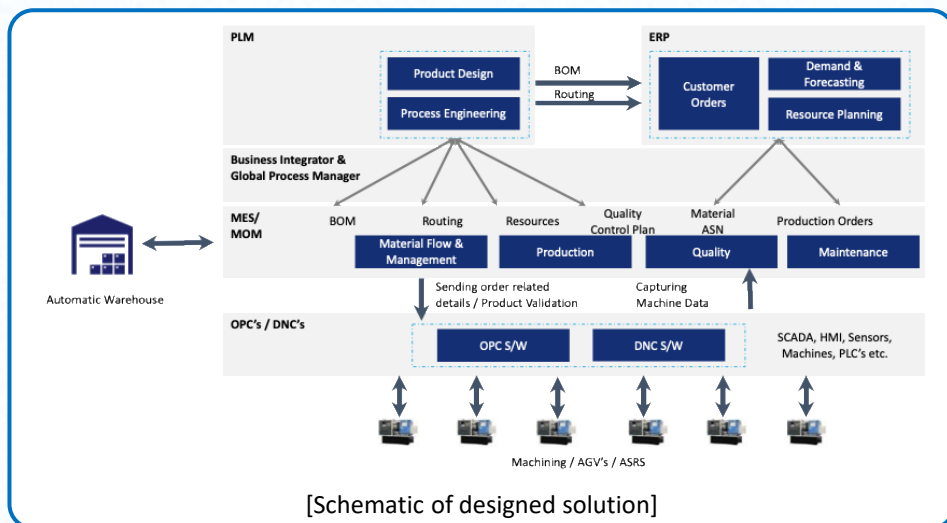 PLM
ERP
Product Design
Process Engineering
BOM
Routing
Customer
Orders
Demand &
Forecasting
Resource Planning
Business Integrator &
Global Process Manager
MES/
MOM
BOM
Routing
Resources
Quality
Control Plan
Material
ASN
Production Orders
Material Flow &
Management
Production
Quality
Maintenance
Automatic Warehouse
Sending order related
details / Product Validation
Capturing
Machine Data
OPC's / DNC's
OPC S/W
DNC S/W
SCADA, HMI, Sensors,
Machines, PLC's etc.
Machining / AGV's / ASRS
[Schematic of designed solution]